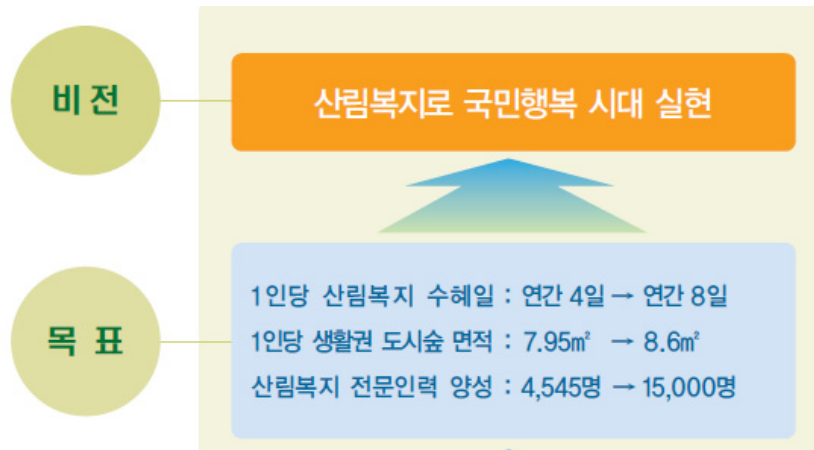 비전
산림복지로 국민행복 시대 실현
목표
1인당 산림복지 수혜일 : 연간 4일 → 연간 8일
1인당 생활권 도시숲 면적 : 7.95㎡ → 8.6㎡
산림복지 전문인력 양성 : 4,545명 → 15,000명